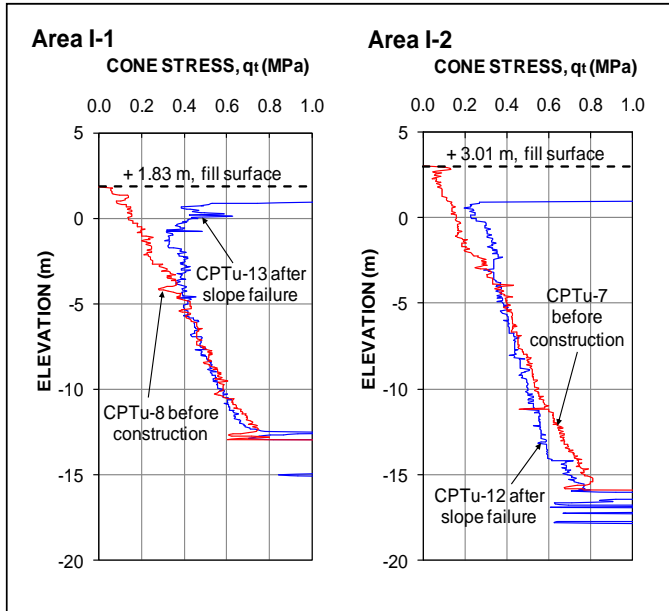 Area I-1
CONE STRESS, qt (MPa)
0.0 0.2 0.4 0.6 0.8 1.0
5
+ 1.83 m, fill surface
0
CPTu-13 after
slope failure
-5
ELEVATION (m)
-10
CPTu-8 before
construction
-15
-20
Area I-2
CONE STRESS, qt (MPa)
0.0 0.2 0.4 0.6 0.8 1.0
5
+ 3.01 m, fill surface
0
CPTu-7
before
construction
-5
ELEVATION (m)
-10
-15
CPTu-12 after
slope failure
-20